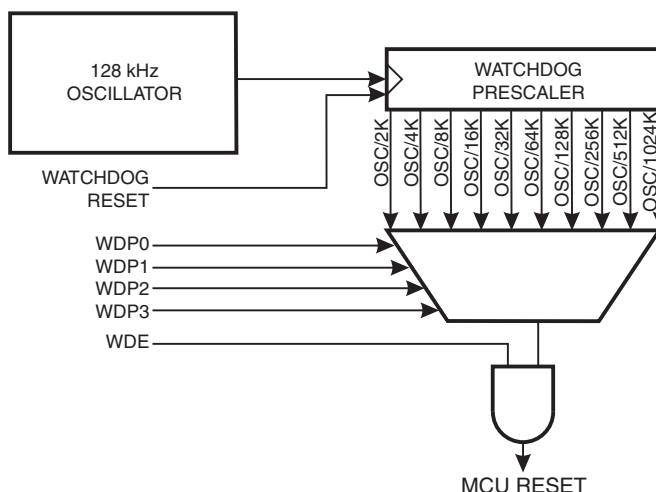 128 kHz
OSCILLATOR
WATCHDOG
PRESCALER
OSC/2K
OSC/4K
OSC/8K
OSC/16K
OSC/32K
OSC/64K
OSC/128K
OSC/256K
OSC/512K
OSC/1024K
WATCHDOG
RESET
WDP0
WDP1
WDP2
WDP3
WDE
MCU RESET